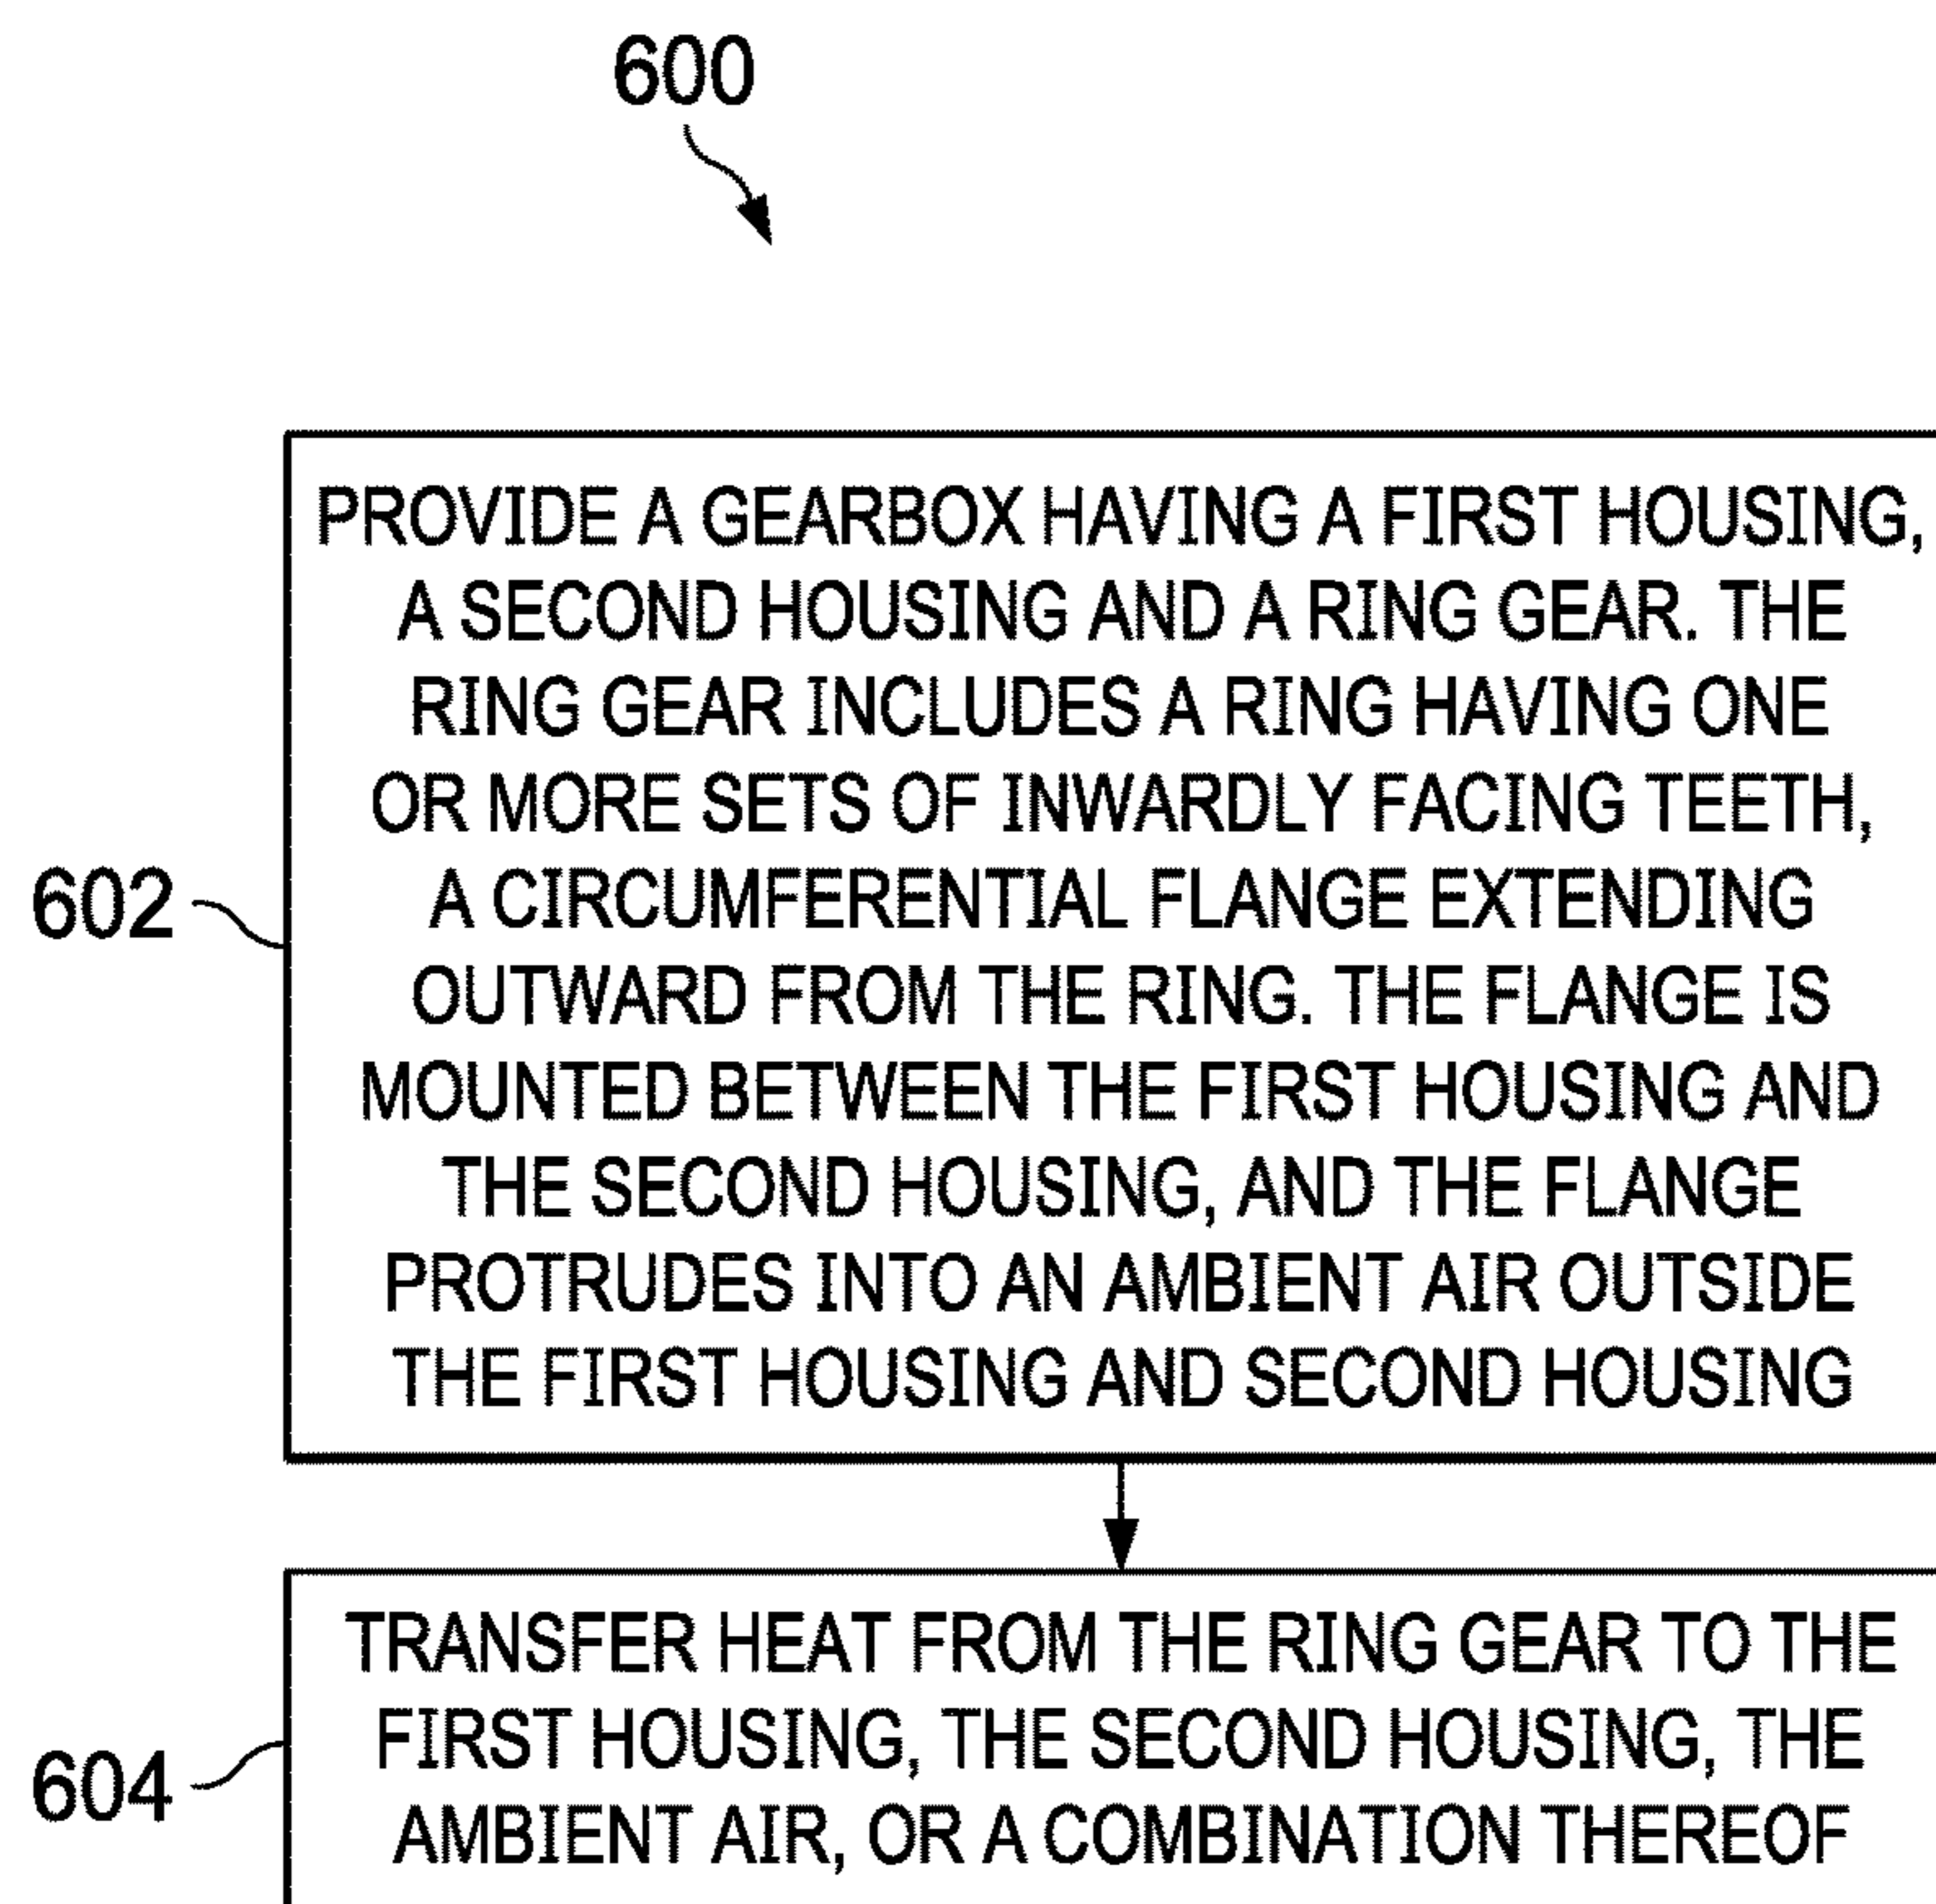 600
PROVIDE A GEARBOX HAVING A FIRST HOUSING,
A SECOND HOUSING AND A RING GEAR. THE
RING GEAR INCLUDES A RING HAVING ONE
OR MORE SETS OF INWARDLY FACING TEETH,
A CIRCUMFERENTIAL FLANGE EXTENDING
OUTWARD FROM THE RING. THE FLANGE IS
MOUNTED BETWEEN THE FIRST HOUSING AND
THE SECOND HOUSING, AND THE FLANGE
PROTRUDES INTO AN AMBIENT AIR OUTSIDE
THE FIRST HOUSING AND SECOND HOUSING
602
TRANSFER HEAT FROM THE RING GEAR TO THE
FIRST HOUSING, THE SECOND HOUSING, THE
AMBIENT AIR, OR A COMBINATION THEREOF
604